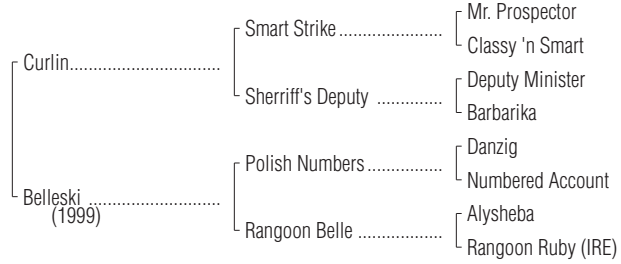 Mr. Prospector
Smart Strike ......................
Classy 'n Smart
Curlin................................
Deputy Minister
Sherriff's Deputy ..............
Barbarika
Danzig
Polish Numbers................
Numbered Account
Belleski ............................
(1999)
Alysheba
Rangoon Belle ..................
Rangoon Ruby (IRE)